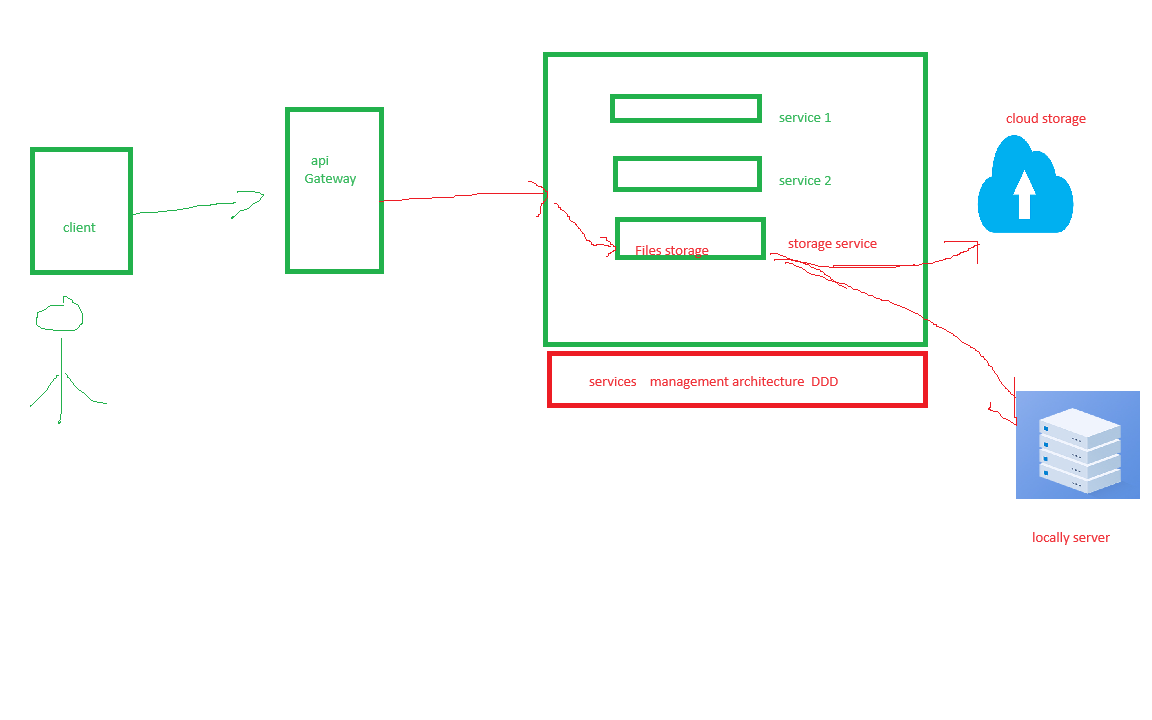 client
api
Gateway
service 1
service 2
Files storage
storage service
services management architecture DDD
cloud storage
locally server